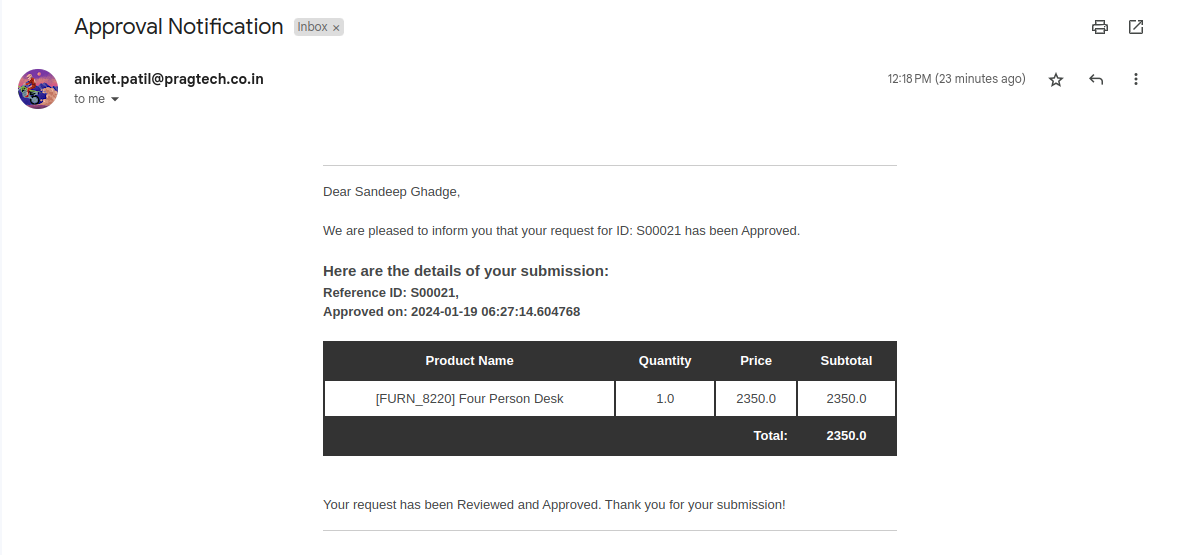 Approval Notification Inbox ×
aniket.patil@pragtech.co.in 12:18 PM (23 minutes ago)
to me
Dear Sandeep Ghadge,
We are pleased to inform you that your request for ID: S00021 has been Approved.
Here are the details of your submission:
Reference ID: S00021,
Approved on: 2024-01-19 06:27:14.604768
Product Name Quantity Price Subtotal
[FURN_8220] Four Person Desk 1.0 2350.0 2350.0
Total: 2350.0
Your request has been Reviewed and Approved. Thank you for your submission!